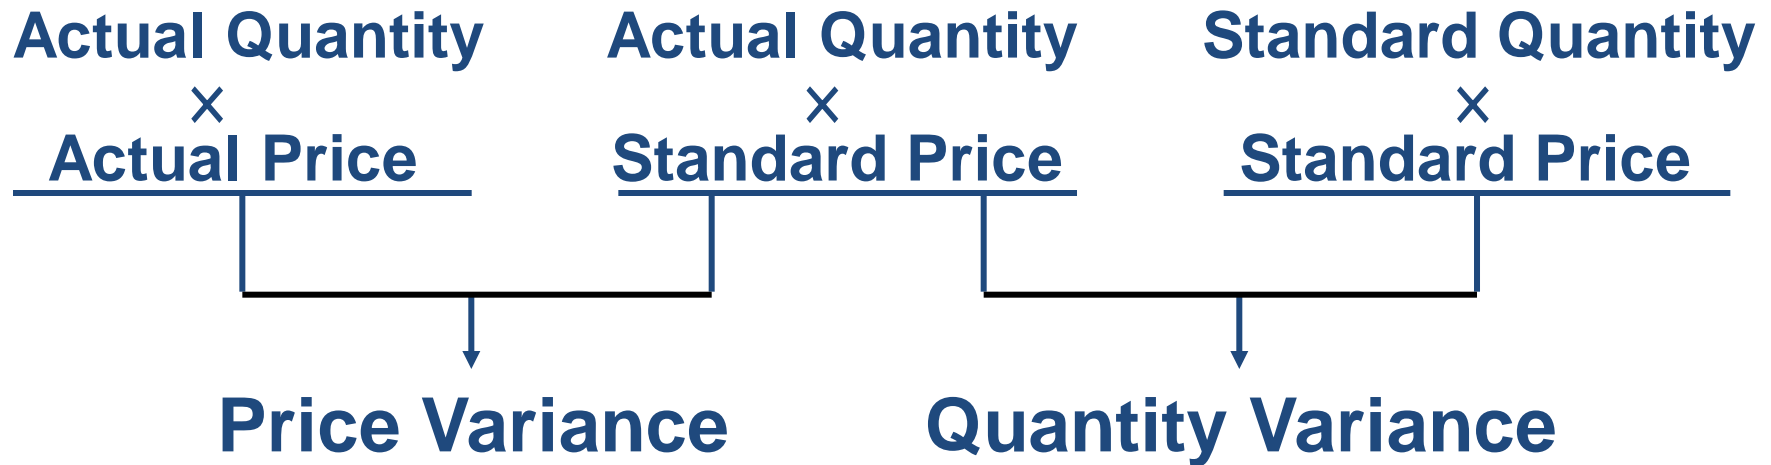 Actual Quantity Actual Quantity Standard Quantity
× × ×
Actual Price Standard Price Standard Price
Price Variance Quantity Variance